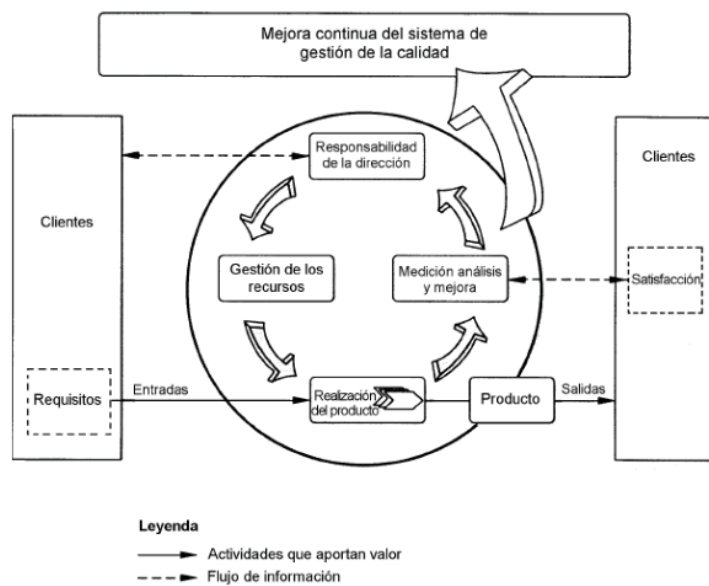 Mejora continua del sistema de
gestión de la calidad
Responsabilidad
de la dirección
Clientes
Clientes
Gestión de los
recursos
Medición análisis
y mejora
Satisfacción
Requisitos
Entradas
Realización
del producto
Producto
Salidas
Leyenda
Actividades que aportan valor
Flujo de información